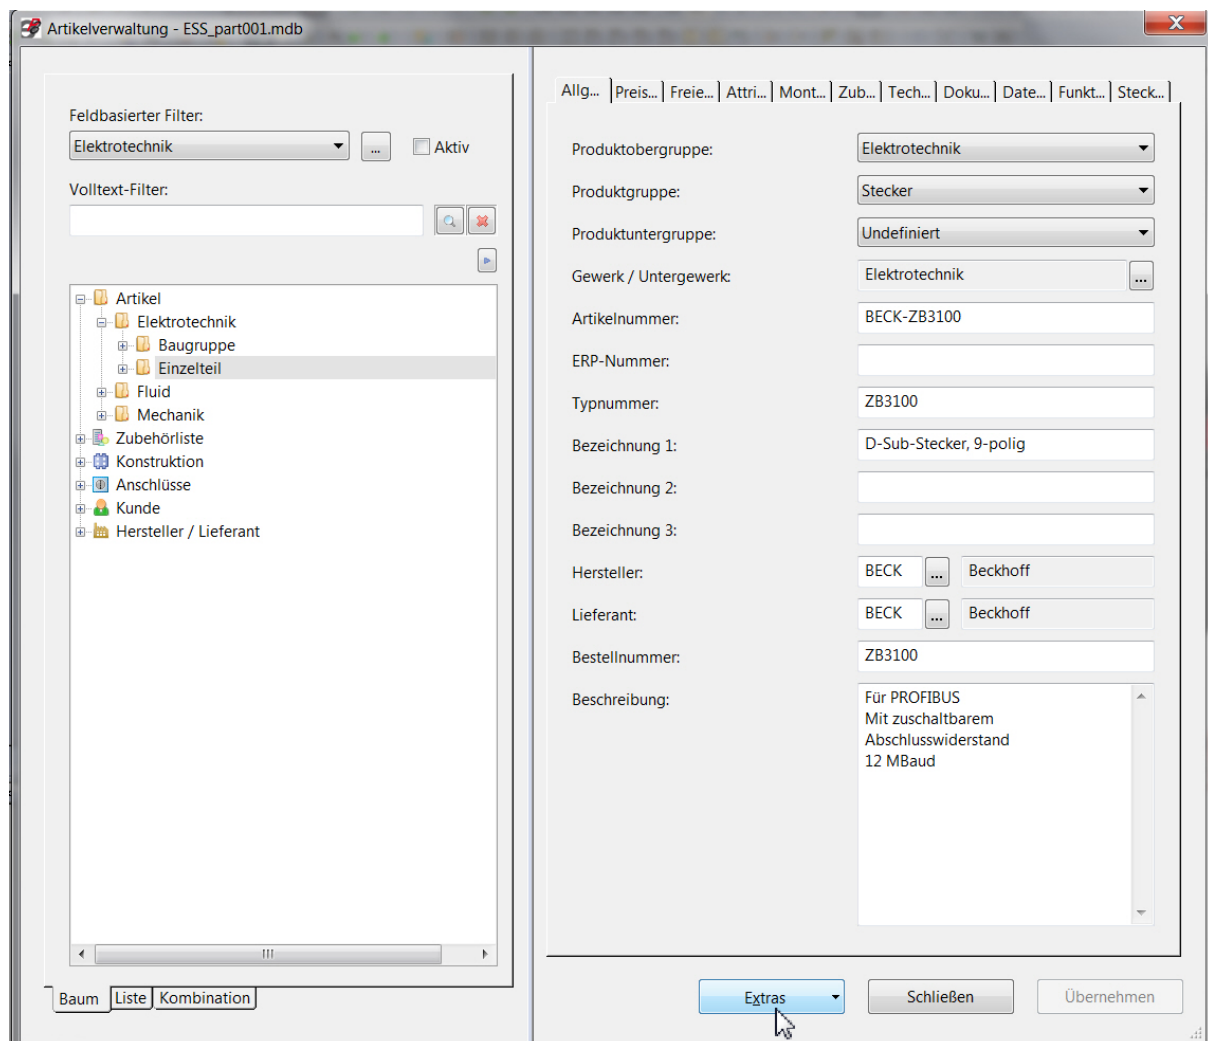 Artikelverwaltung - ESS_part001.mdb
X
Feldbasierter Filter:
Elektrotechnik
...
Aktiv
Volltext-Filter:
Artikel
Elektrotechnik
Baugruppe
Einzelteil
Fluid
Mechanik
Zubehörliste
Konstruktion
Anschlüsse
Kunde
Hersteller / Lieferant
Baum Liste Kombination
Allg... Preis... Freie... Attri... Mont... Zub... Tech... Doku... Date... Funkt... Steck...
Produktobergruppe: Elektrotechnik
Produktgruppe: Stecker
Produktuntergruppe: Undefiniert
Gewerk / Untergewerk: Elektrotechnik ...
Artikelnummer: BECK-ZB3100
ERP-Nummer:
Typnummer: ZB3100
Bezeichnung 1: D-Sub-Stecker, 9-polig
Bezeichnung 2:
Bezeichnung 3:
Hersteller: BECK ... Beckhoff
Lieferant: BECK ... Beckhoff
Bestellnummer: ZB3100
Beschreibung: Für PROFIBUS
Mit zuschaltbarem
Abschlusswiderstand
12 MBaud
Extras Schließen Übernehmen